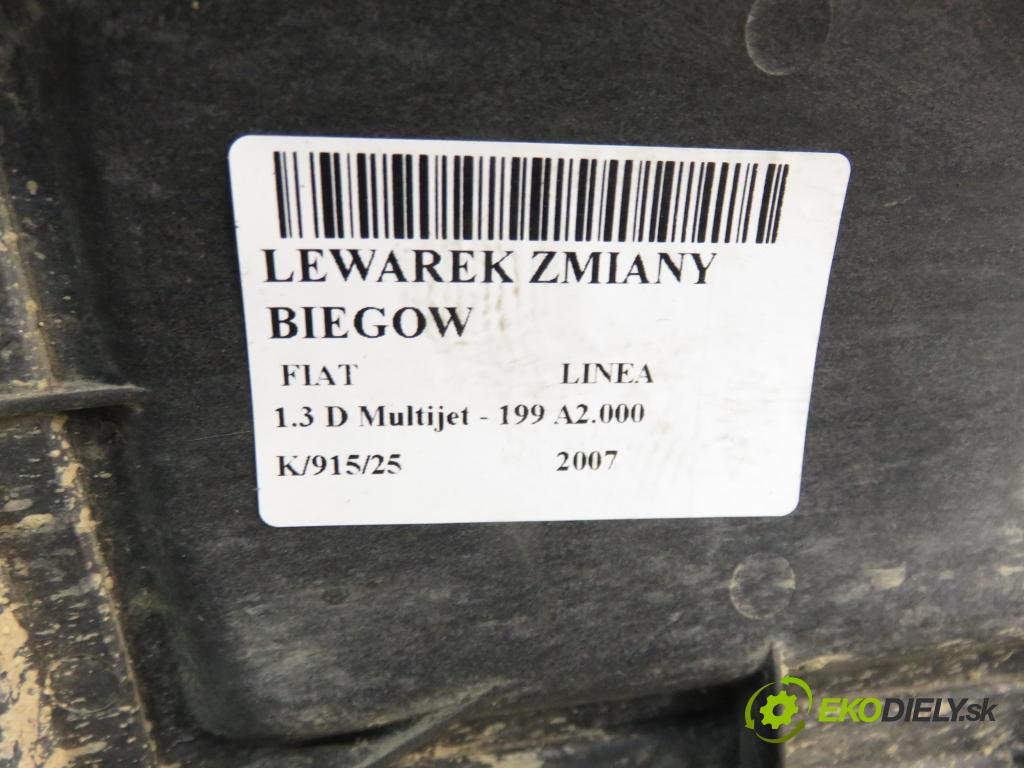 LEWAREK ZMIANY
BIEGOW
FIAT LINEA
1.3 D Multijet - 199 A2.000
K/915/25 2007
EKODIELY.sk